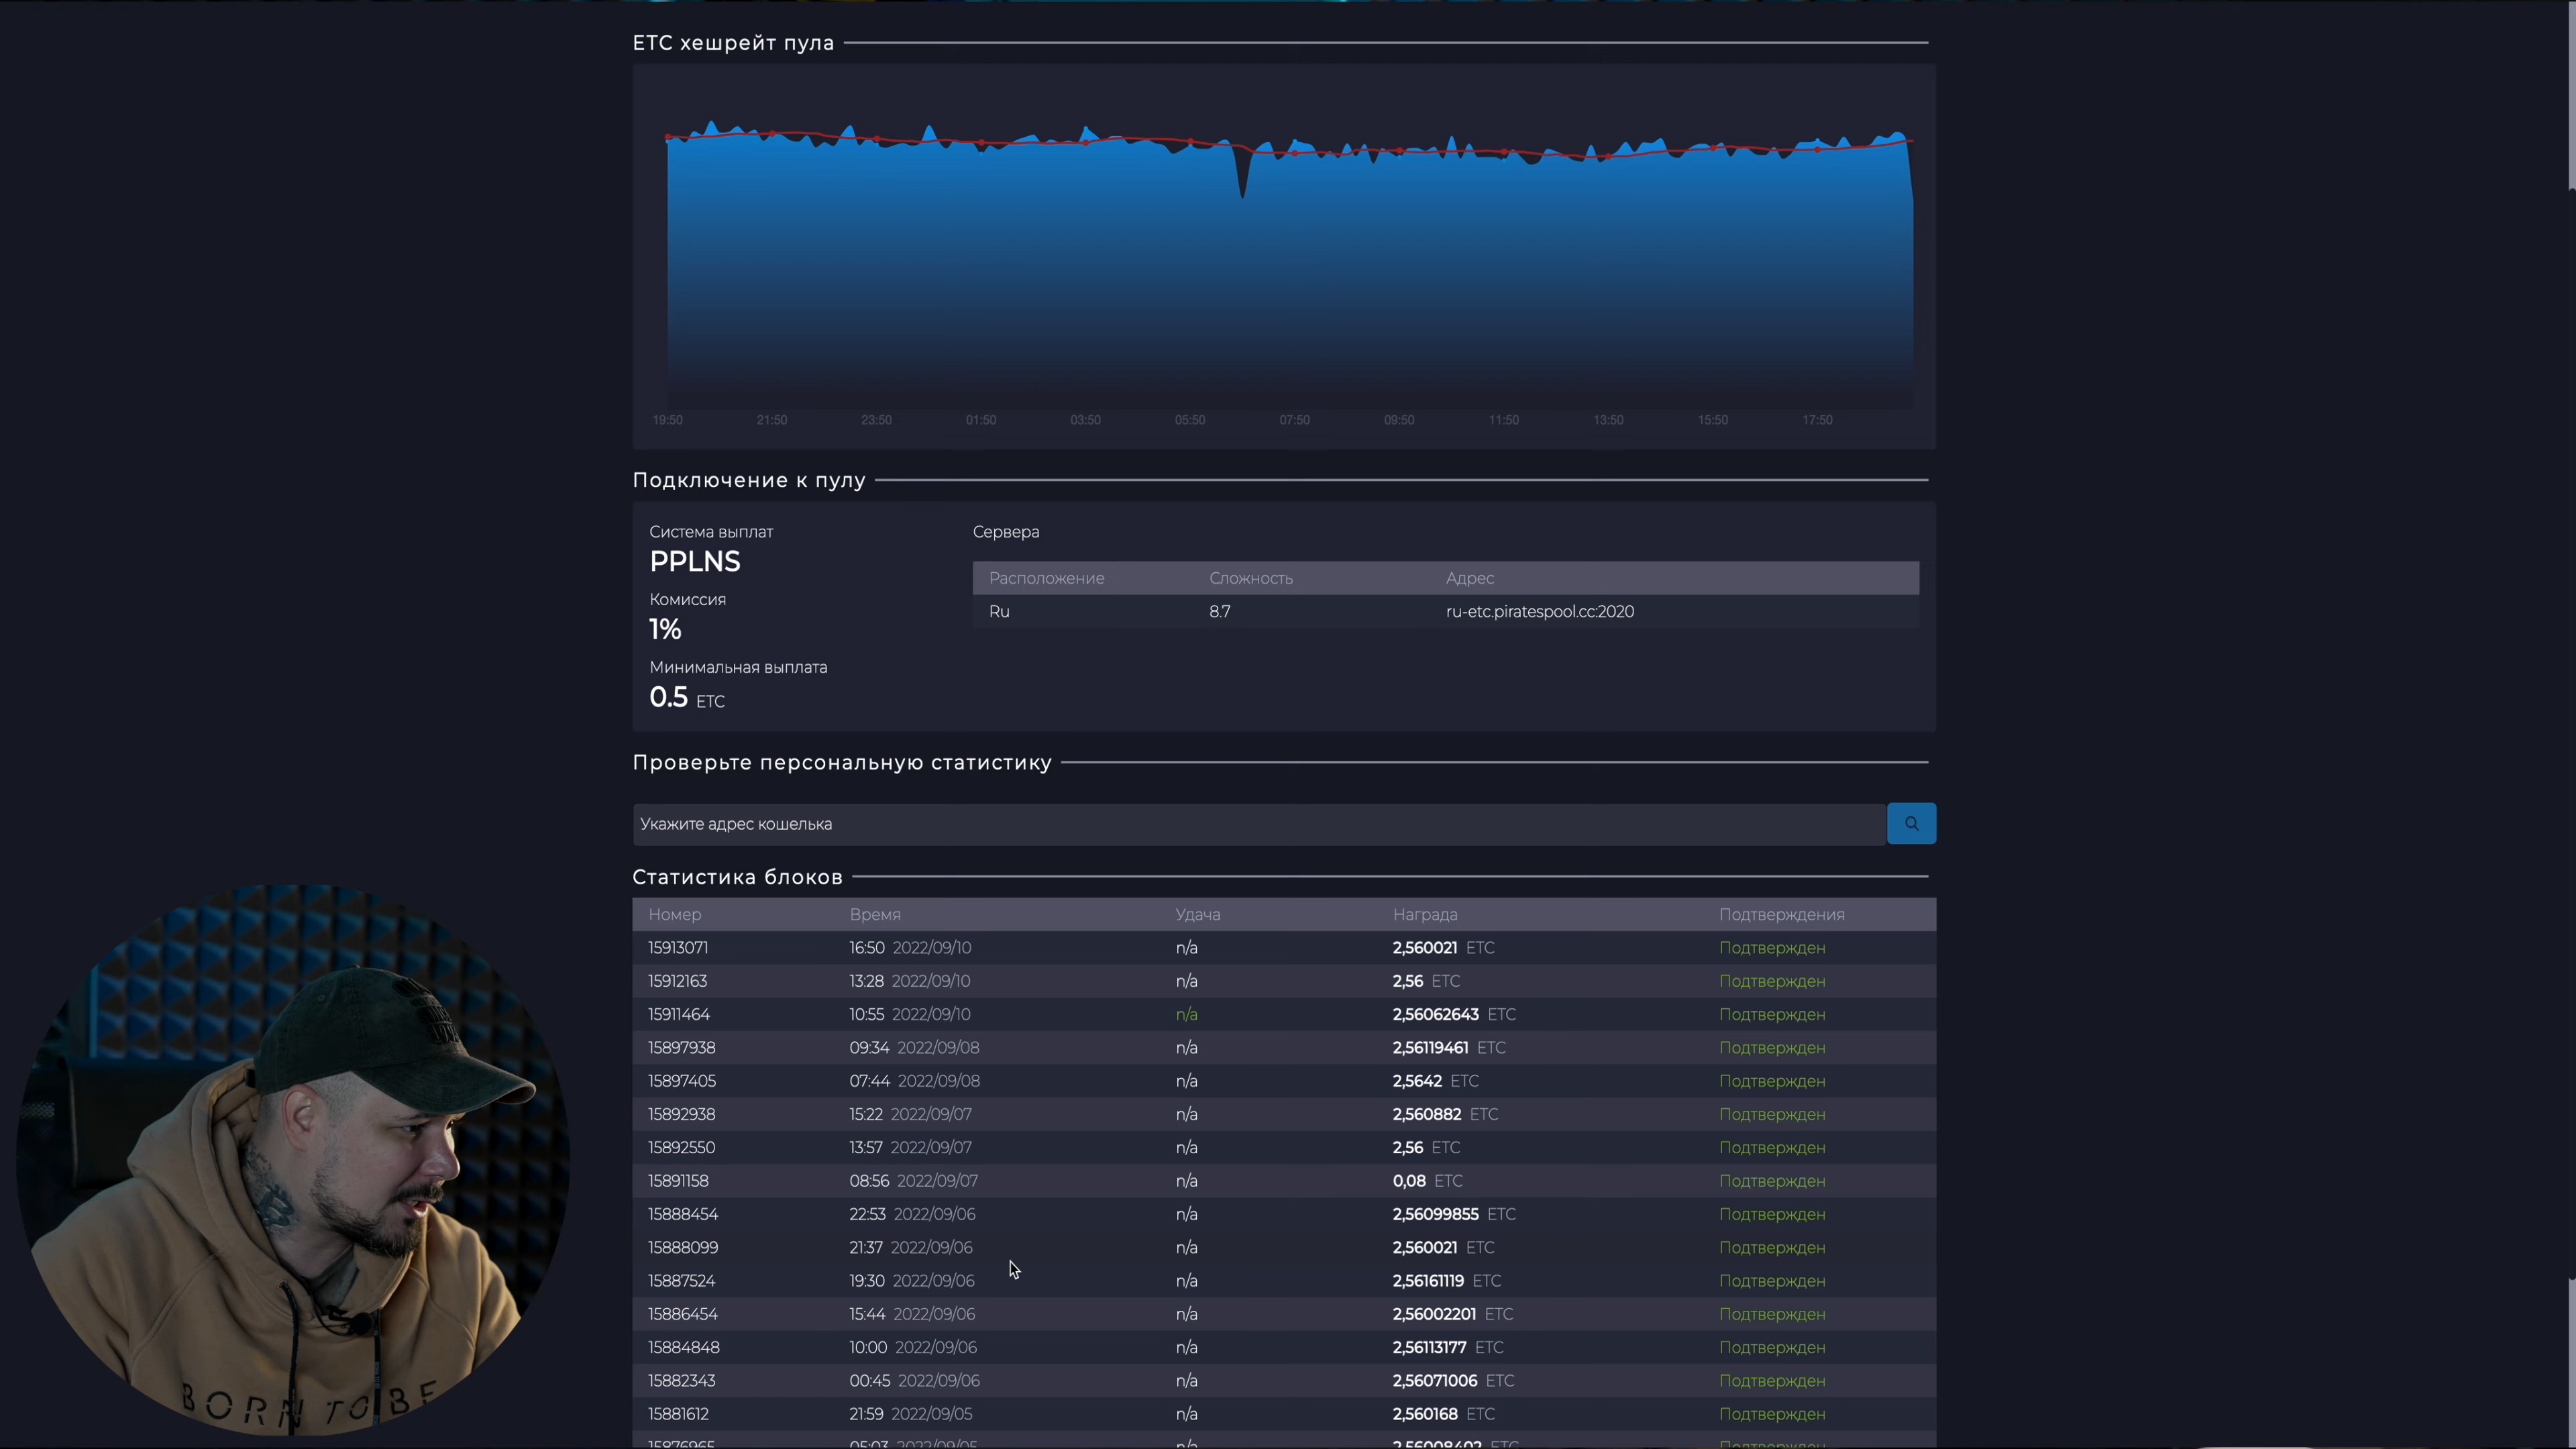 ETC хешрейт пула
19:50 21:50 23:50 01:50 03:50 05:50 07:50 09:50 11:50 13:50 15:50 17:50
Подключение к пулу
Система выплат
PPLNS
Комиссия
1%
Минимальная выплата
0.5 ETC
Сервера
Расположение Сложность Адрес
Ru 8.7 ru-etc.piratespool.cc:2020
Проверьте персональную статистику
Укажите адрес кошелька
Статистика блоков
Номер Время Удача Награда Подтверждения
15913071 16:50 2022/09/10 n/a 2,560021 ETC Подтвержден
15912163 13:28 2022/09/10 n/a 2,56 ETC Подтвержден
15911464 10:55 2022/09/10 n/a 2,56062643 ETC Подтвержден
15897938 09:34 2022/09/08 n/a 2,56119461 ETC Подтвержден
15897405 07:44 2022/09/08 n/a 2,5642 ETC Подтвержден
15892938 15:22 2022/09/07 n/a 2,560882 ETC Подтвержден
15892550 13:57 2022/09/07 n/a 2,56 ETC Подтвержден
15891158 08:56 2022/09/07 n/a 0,08 ETC Подтвержден
15888454 22:53 2022/09/06 n/a 2,56099855 ETC Подтвержден
15888099 21:37 2022/09/06 n/a 2,560021 ETC Подтвержден
15887524 19:30 2022/09/06 n/a 2,56161119 ETC Подтвержден
15886454 15:44 2022/09/06 n/a 2,56002201 ETC Подтвержден
15884848 10:00 2022/09/06 n/a 2,56113177 ETC Подтвержден
15882343 00:45 2022/09/06 n/a 2,56071006 ETC Подтвержден
15881612 21:59 2022/09/05 n/a 2,560168 ETC Подтвержден
15876965 05:03 2022/09/05 n/a 2,56008402 ETC Подтвержден
BORN TO BE